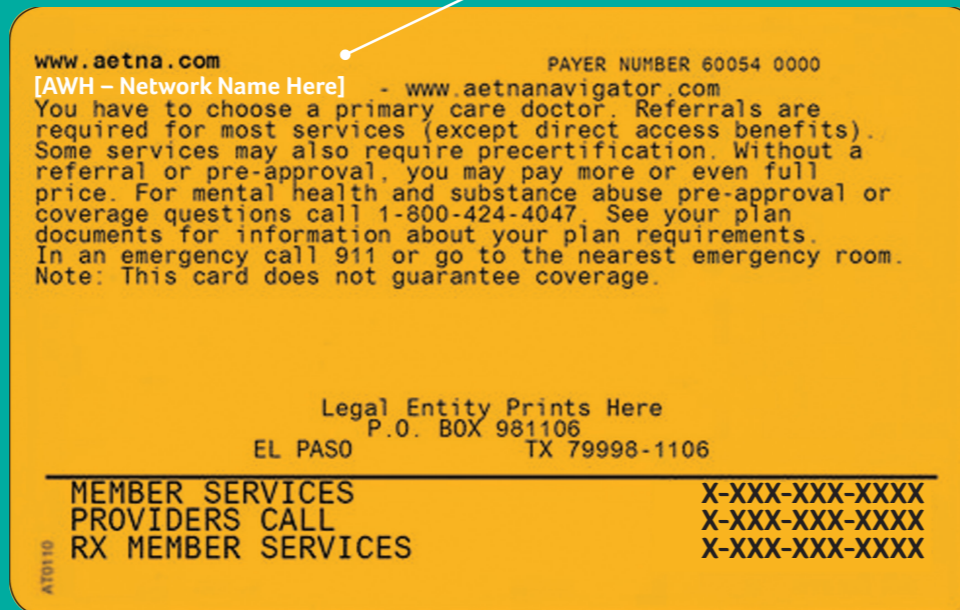 www.aetna.com PAYER NUMBER 60054 0000
[AWH – Network Name Here] - www.aetnanavigator.com
You have to choose a primary care doctor. Referrals are
required for most services (except direct access benefits).
Some services may also require precertification. Without a
referral or pre-approval, you may pay more or even full
price. For mental health and substance abuse pre-approval or
coverage questions call 1-800-424-4047. See your plan
documents for information about your plan requirements.
In an emergency call 911 or go to the nearest emergency room.
Note: This card does not guarantee coverage.
Legal Entity Prints Here
P.O. BOX 981106
EL PASO TX 79998-1106
MEMBER SERVICES X-XXX-XXX-XXXX
PROVIDERS CALL X-XXX-XXX-XXXX
RX MEMBER SERVICES X-XXX-XXX-XXXX
AT0110